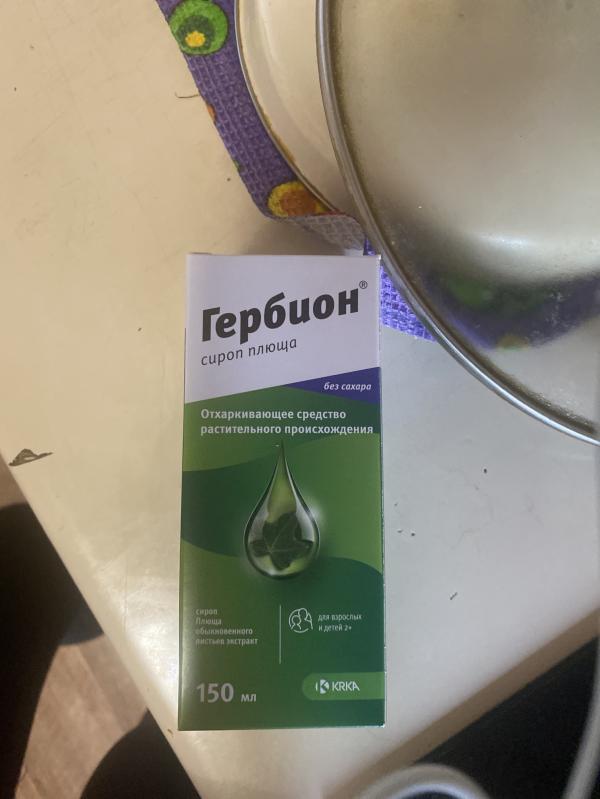 Гербион®
сироп плюща
без сахара
Отхаркивающее средство
растительного происхождения
сироп
Плюща
обыкновенного
листьев экстракт
для взрослых
и детей 2+
150 мл
KRKA